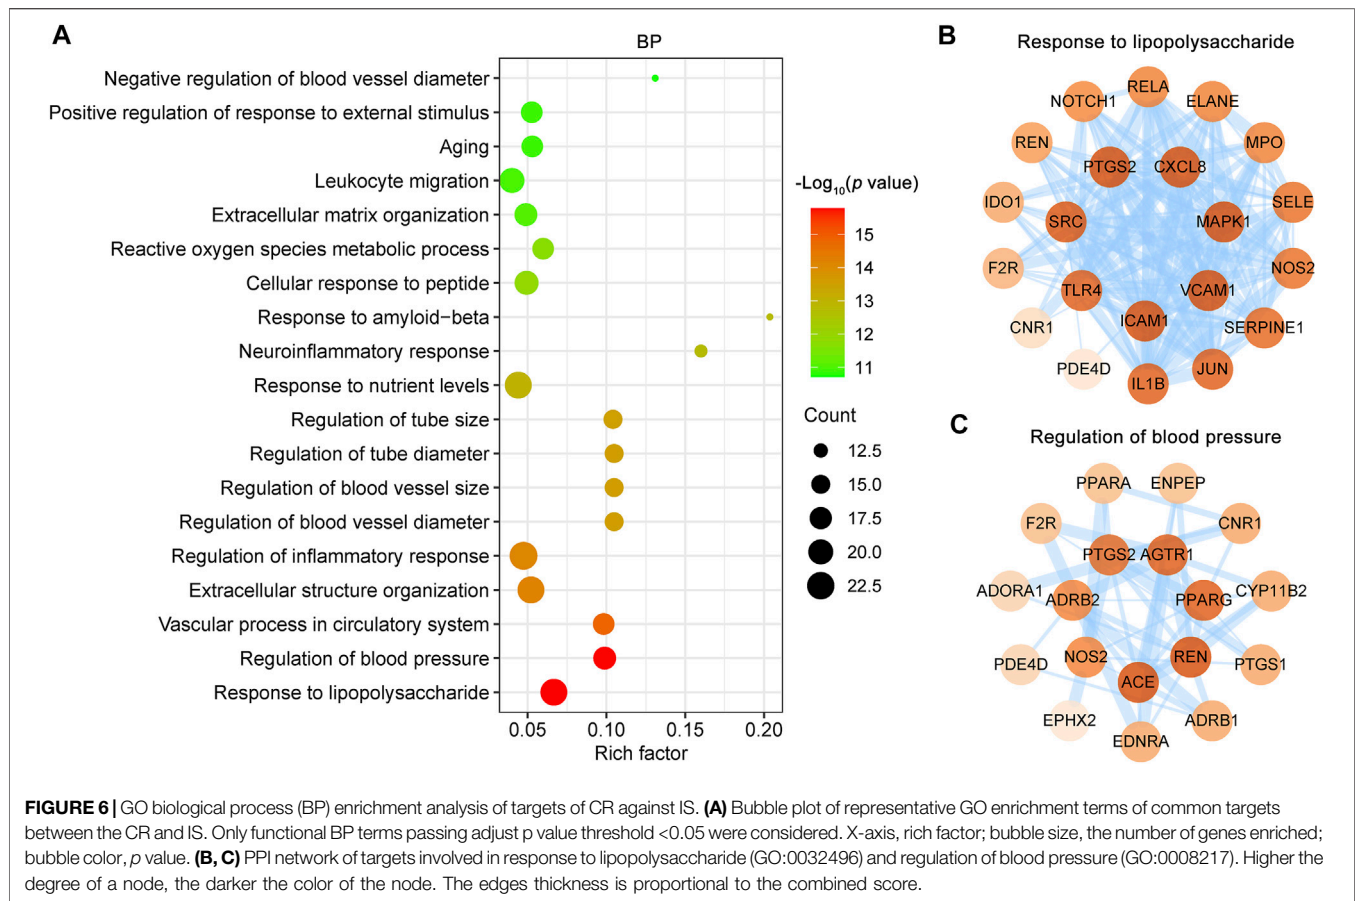 A
BP
Negative regulation of blood vessel diameter
Positive regulation of response to external stimulus
Aging
Leukocyte migration
Extracellular matrix organization
Reactive oxygen species metabolic process
Cellular response to peptide
Response to amyloid−beta
Neuroinflammatory response
Response to nutrient levels
Regulation of tube size
Regulation of tube diameter
Regulation of blood vessel size
Regulation of blood vessel diameter
Regulation of inflammatory response
Extracellular structure organization
Vascular process in circulatory system
Regulation of blood pressure
Response to lipopolysaccharide
0.05 0.10 0.15 0.20
Rich factor
-Log10(p value)
15
14
13
12
11
Count
12.5
15.0
17.5
20.0
22.5
B
Response to lipopolysaccharide
RELA
NOTCH1 ELANE
REN MPO
PTGS2 CXCL8
IDO1 SELE
SRC MAPK1
F2R NOS2
TLR4 VCAM1
CNR1 ICAM1 SERPINE1
PDE4D JUN
IL1B
C
Regulation of blood pressure
PPARA ENPEP
F2R CNR1
PTGS2 AGTR1
ADORA1 ADRB2 PPARG CYP11B2
PDE4D NOS2 REN PTGS1
ACE
EPHX2 ADRB1
EDNRA
FIGURE 6 | GO biological process (BP) enrichment analysis of targets of CR against IS. (A) Bubble plot of representative GO enrichment terms of common targets
between the CR and IS. Only functional BP terms passing adjust p value threshold <0.05 were considered. X-axis, rich factor; bubble size, the number of genes enriched;
bubble color, p value. (B, C) PPI network of targets involved in response to lipopolysaccharide (GO:0032496) and regulation of blood pressure (GO:0008217). Higher the
degree of a node, the darker the color of the node. The edges thickness is proportional to the combined score.